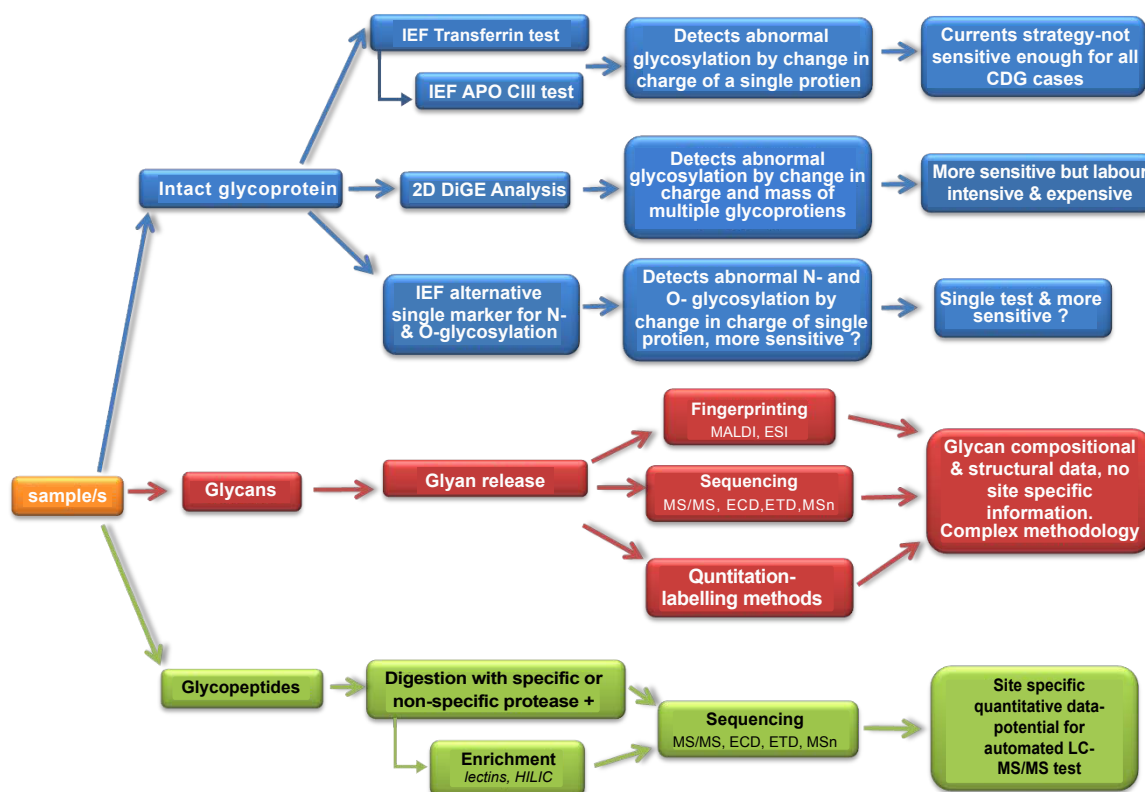 IEF Transferrin test
IEF APO CIII test
Detects abnormal
glycosylation by change in
charge of a single protien
Currents strategy-not
sensitive enough for all
CDG cases
Intact glycoprotein
2D DiGE Analysis
Detects abnormal
glycosylation by change in
charge and mass of
multiple glycoprotiens
More sensitive but labour
intensive & expensive
IEF alternative
single marker for N-
& O-glycosylation
Detects abnormal N- and
O- glycosylation by
change in charge of single
protien, more sensitive ?
Single test & more
sensitive ?
sample/s
Glycans
Glyan release
Fingerprinting
MALDI, ESI
Sequencing
MS/MS, ECD,ETD,MSn
Quntitation-
labelling methods
Glycan compositional
& structural data, no
site specific
information.
Complex methodology
Glycopeptides
Digestion with specific or
non-specific protease +
Enrichment
lectins, HILIC
Sequencing
MS/MS, ECD, ETD, MSn
Site specific
quantitative data-
potential for
automated LC-
MS/MS test